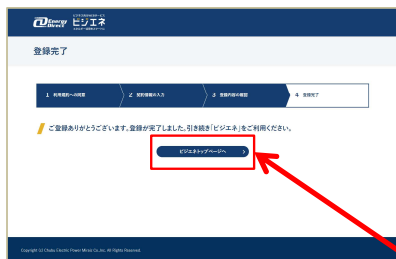 Energy Direct ビジエネ
登録完了
1 利用規約への同意 2 契約情報の入力 3 登録内容の確認 4 登録完了
ご登録ありがとうございます。登録が完了しました。引き続き「ビジエネ」をご利用ください。
ビジエネトップページへ